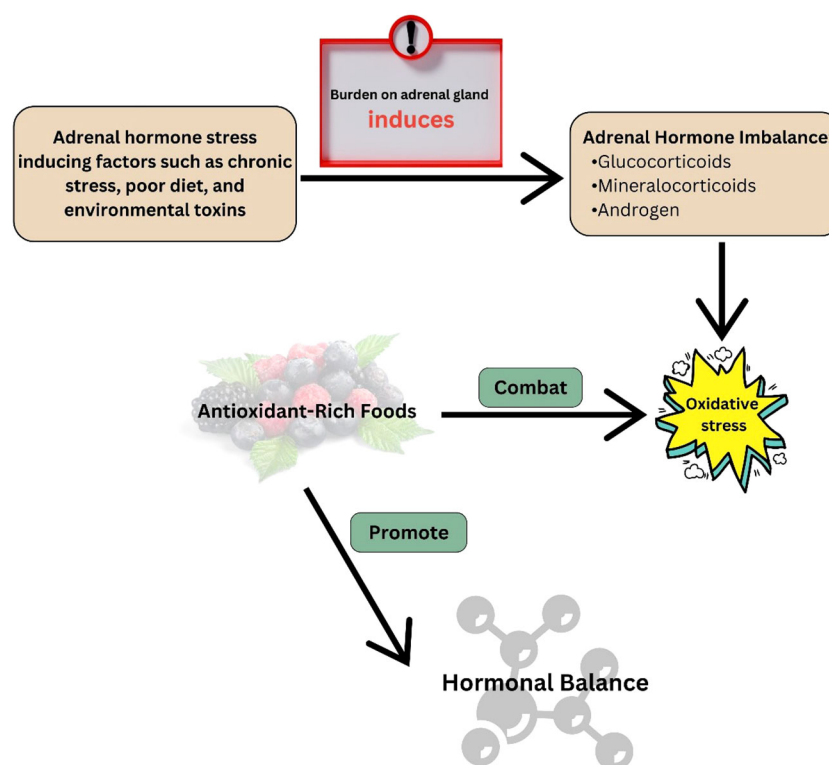 !
Burden on adrenal gland
induces
Adrenal hormone stress
inducing factors such as chronic
stress, poor diet, and
environmental toxins
Adrenal Hormone Imbalance
•Glucocorticoids
•Mineralocorticoids
•Androgen
Antioxidant-Rich Foods
Combat
Oxidative
stress
Promote
Hormonal Balance